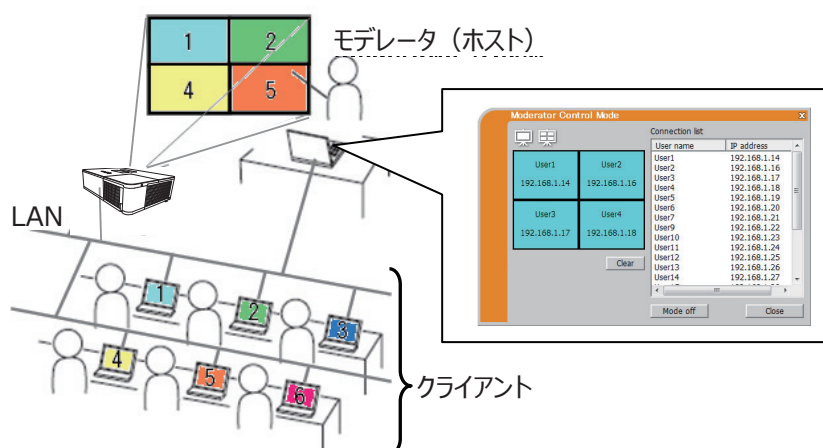 1 2
4 5
モデレータ（ホスト）
LAN
1 2 3
4 5 6
クライアント
Moderator Control Mode x
Connection list
User name IP address
User1 192.168.1.14
User2 192.168.1.16
User3 192.168.1.17
User4 192.168.1.18
User5 192.168.1.19
User6 192.168.1.20
User7 192.168.1.21
User9 192.168.1.22
User10 192.168.1.23
User11 192.168.1.24
User12 192.168.1.25
User13 192.168.1.26
User14 192.168.1.27
User1 User2
192.168.1.14 192.168.1.16
User3 User4
192.168.1.17 192.168.1.18
Clear
Mode off Close